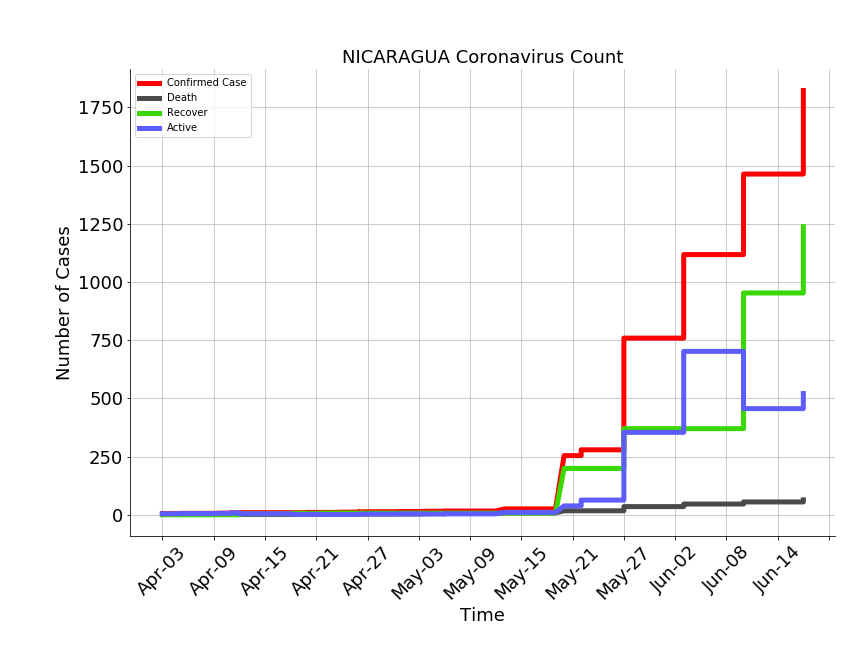 NICARAGUA Coronavirus Count
Confirmed Case
Death
Recover
Active
Number of Cases
1750
1500
1250
1000
750
500
250
0
Apr-03
Apr-09
Apr-15
Apr-21
Apr-27
May-03
May-09
May-15
May-21
May-27
Jun-02
Jun-08
Jun-14
Time